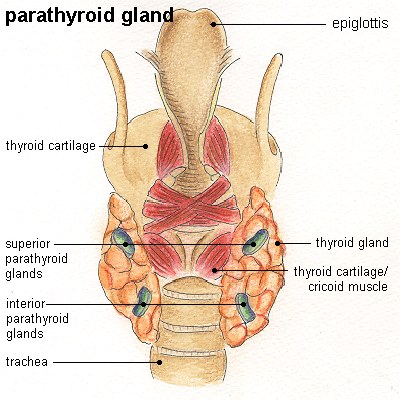 parathyroid gland
epiglottis
thyroid cartilage
superior
parathyroid
glands
thyroid gland
thyroid cartilage/
cricoid muscle
interior
parathyroid
glands
trachea